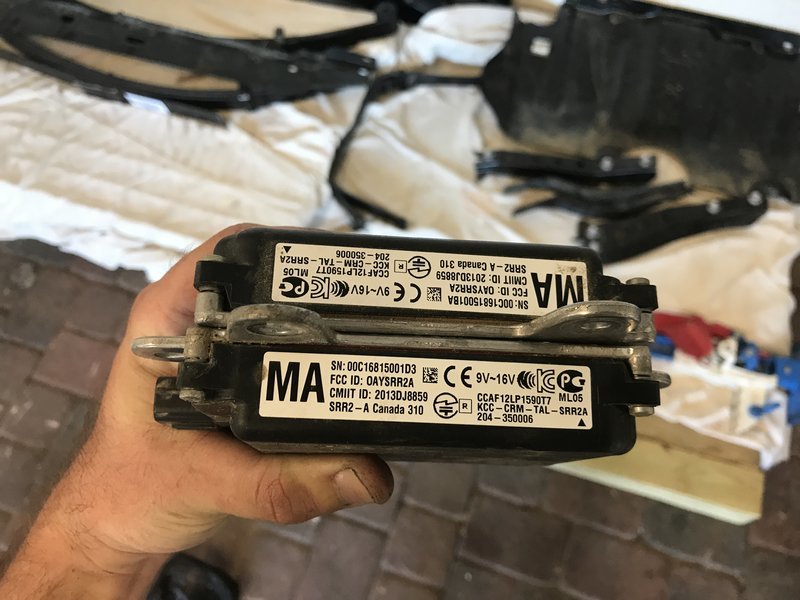 MA
SN: 00C16815001BA
FCC ID: OAYSRR2A
CMIIT ID: 2013DJ8859
SRR2-A Canada 310
R
CE 9V~16V
ML05
CCAF12LP1590T7
KCC-CRM-TAL-SRR2A
204-350006
MA
SN: 00C16815001D3
FCC ID: OAYSRR2A
CMIIT ID: 2013DJ8859
SRR2-A Canada 310
R
CE 9V~16V
ML05
CCAF12LP1590T7
KCC-CRM-TAL-SRR2A
204-350006